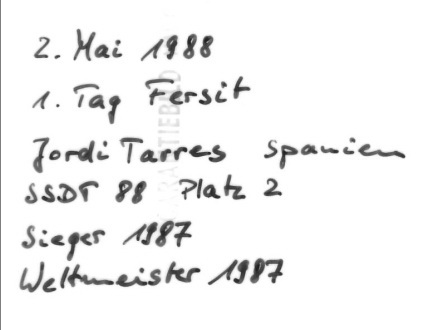 2. Mai 1988
1. Tag Fersit
Jordi Tarres Spanien
SSDT 88 Platz 2
Sieger 1987
Weltmeister 1987